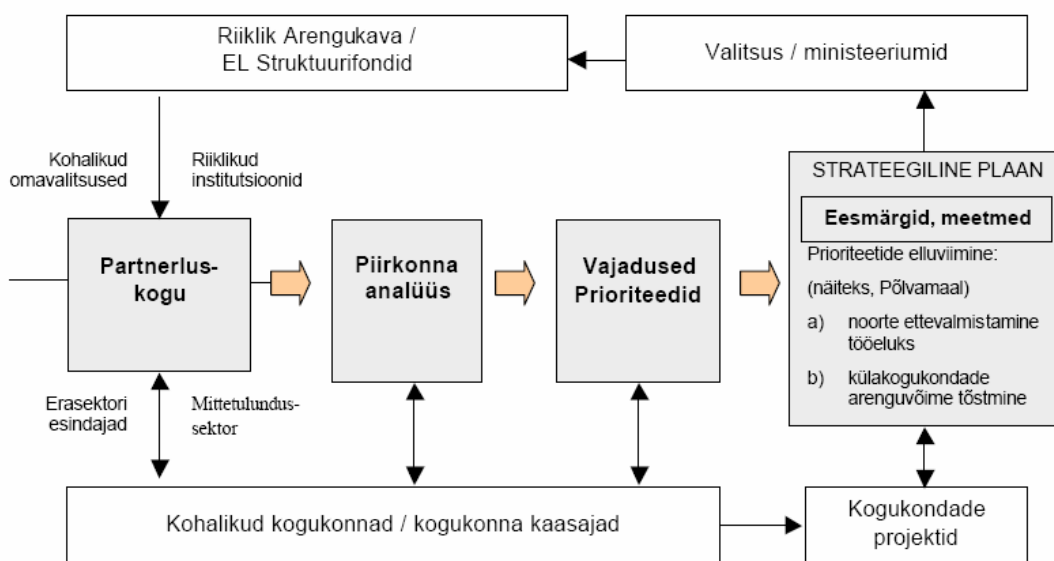 Riiklik Arengukava /
EL Struktuurifondid
Valitsus / ministeeriumid
Kohalikud
omavalitsused
Riiklikud
institutsioonid
Partnerlus-
kogu
Piirkonna
analüüs
Vajadused
Prioriteedid
STRATEEGILINE PLAAN
Eesmärgid, meetmed
Prioriteetide elluviimine:
(näiteks, Põlvamaal)
a) noorte ettevalmistamine
tööeluks
b) külakogukondade
arenguvõime tõstmine
Erasektori
esindajad
Mittetulundus-
sektor
Kohalikud kogukonnad / kogukonna kaasajad
Kogukondade
projektid